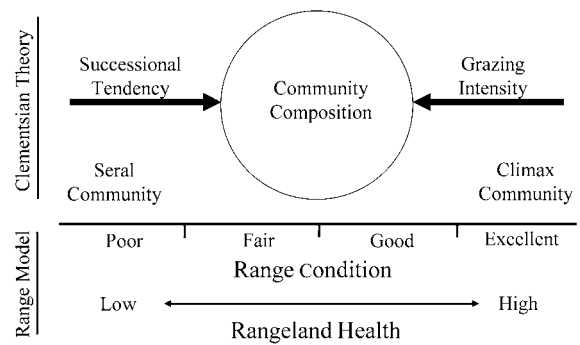 Clementsian Theory
Successional
Tendency
Community
Composition
Grazing
Intensity
Seral
Community
Climax
Community
Range Model
Poor
Fair
Good
Excellent
Range Condition
Low
High
Rangeland Health